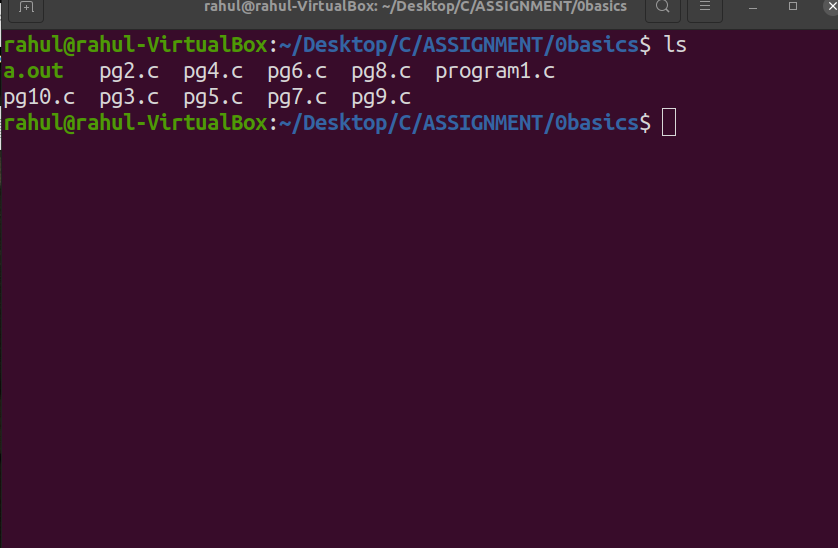 rahul@rahul-VirtualBox: ~/Desktop/C/ASSIGNMENT/0basics
rahul@rahul-VirtualBox:~/Desktop/C/ASSIGNMENT/0basics$ ls
a.out pg2.c pg4.c pg6.c pg8.c program1.c
pg10.c pg3.c pg5.c pg7.c pg9.c
rahul@rahul-VirtualBox:~/Desktop/C/ASSIGNMENT/0basics$